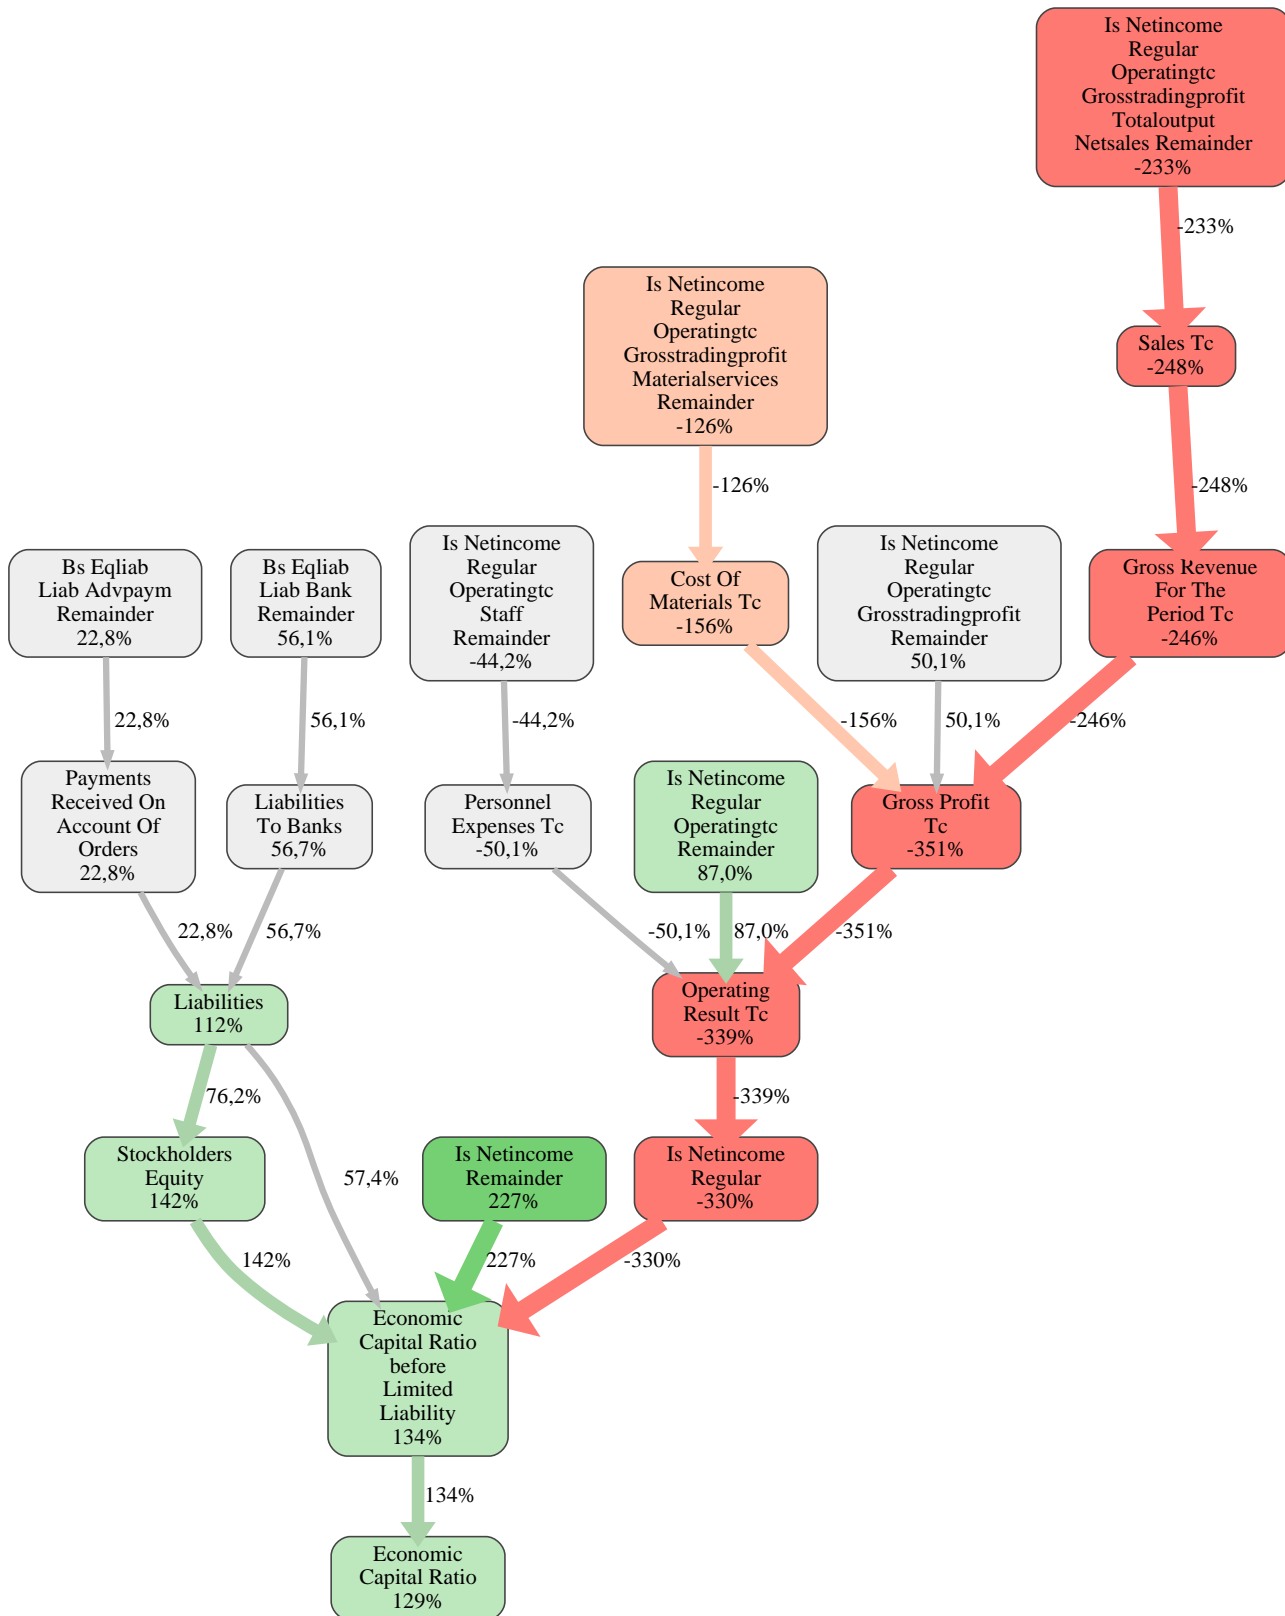 Is Netincome
Regular
Operatingtc
Grosstradingprofit
Totaloutput
Netsales Remainder
-233%
-233%
Is Netincome
Regular
Operatingtc
Grosstradingprofit
Materialservices
Remainder
-126%
Sales Tc
-248%
-126%
-248%
Bs Eqliab
Liab Advpaym
Remainder
22,8%
Bs Eqliab
Liab Bank
Remainder
56,1%
Is Netincome
Regular
Operatingtc
Staff
Remainder
-44,2%
Cost Of
Materials Tc
-156%
Is Netincome
Regular
Operatingtc
Grosstradingprofit
Remainder
50,1%
Gross Revenue
For The
Period Tc
-246%
22,8%
56,1%
-44,2%
-156%
50,1%
-246%
Payments
Received On
Account Of
Orders
22,8%
Liabilities
To Banks
56,7%
Personnel
Expenses Tc
-50,1%
Is Netincome
Regular
Operatingtc
Remainder
87,0%
Gross Profit
Tc
-351%
22,8%
56,7%
-50,1%
87,0%
-351%
Liabilities
112%
Operating
Result Tc
-339%
76,2%
-339%
Stockholders
Equity
142%
57,4%
Is Netincome
Remainder
227%
Is Netincome
Regular
-330%
142%
227%
-330%
Economic
Capital Ratio
before
Limited
Liability
134%
134%
Economic
Capital Ratio
129%